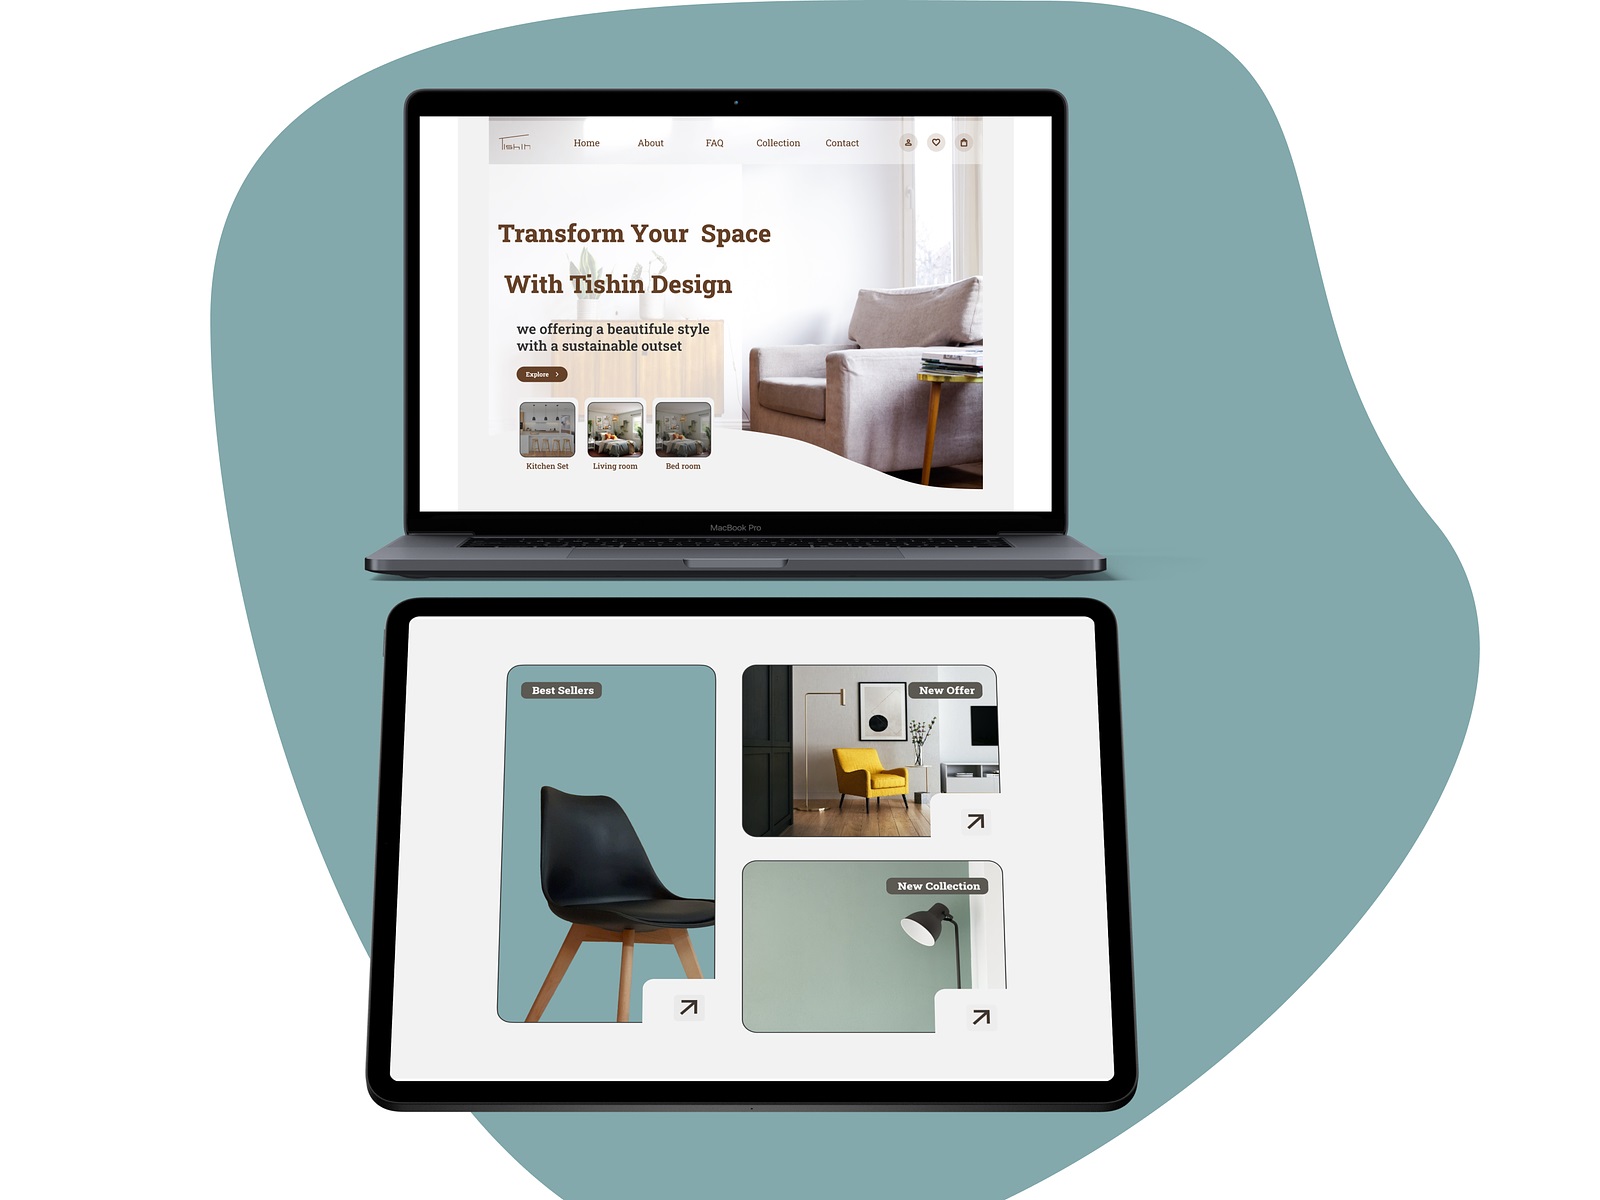 Tishin
Home
About
FAQ
Collection
Contact
Transform Your Space
With Tishin Design
we offering a beautifule style
with a sustainable outset
Explore
Kitchen Set
Living room
Bed room
MacBook Pro
Best Sellers
New Offer
New Collection